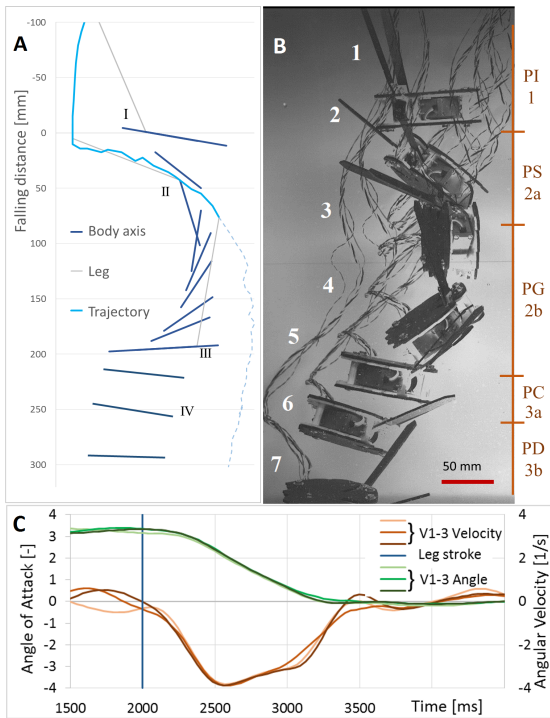 A
Falling distance [mm]
-100
-50
0
50
100
150
200
250
300
I
II
III
IV
Body axis
Leg
Trajectory
B
1
2
3
4
5
6
7
50 mm
PI
1
PS
2a
PG
2b
PC
3a
PD
3b
C
Angle of Attack [-]
4
3
2
1
0
-1
-2
-3
-4
1500
2000
2500
3000
3500
Time [ms]
V1-3 Velocity
Leg stroke
V1-3 Angle
4
2
0
-2
-4
Angular Velocity [1/s]